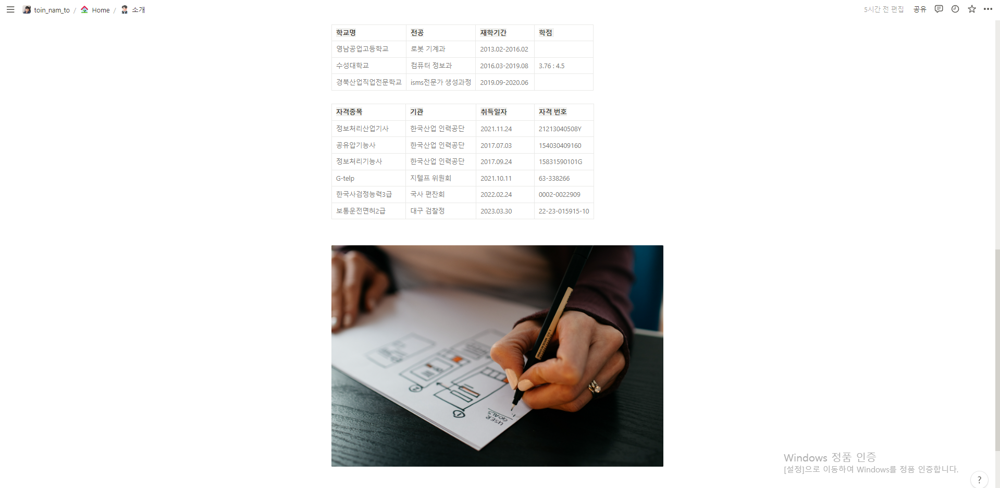 toin_nam_to / Home / 소개
5시간 전 편집 공유
학교명 전공 재학기간 학점
영남공업고등학교 로봇 기계과 2013.02-2016.02
수성대학교 컴퓨터 정보과 2016.03-2019.08 3.76 : 4.5
경북산업직업전문학교 isms전문가 생성과정 2019.09-2020.06
자격종목 기관 취득일자 자격 번호
정보처리산업기사 한국산업 인력공단 2021.11.24 21213040508Y
공유압기능사 한국산업 인력공단 2017.07.03 154030409160
정보처리기능사 한국산업 인력공단 2017.09.24 15831590101G
G-telp 지텔프 위원회 2021.10.11 63-338266
한국사검정능력3급 국사 편찬회 2022.02.24 0002-0022909
보통운전면허2급 대구 검찰정 2023.03.30 22-23-015915-10
2
1
USER
GOALS
1.
Windows 정품 인증
[설정]으로 이동하여 Windows를 정품 인증합니다.
?